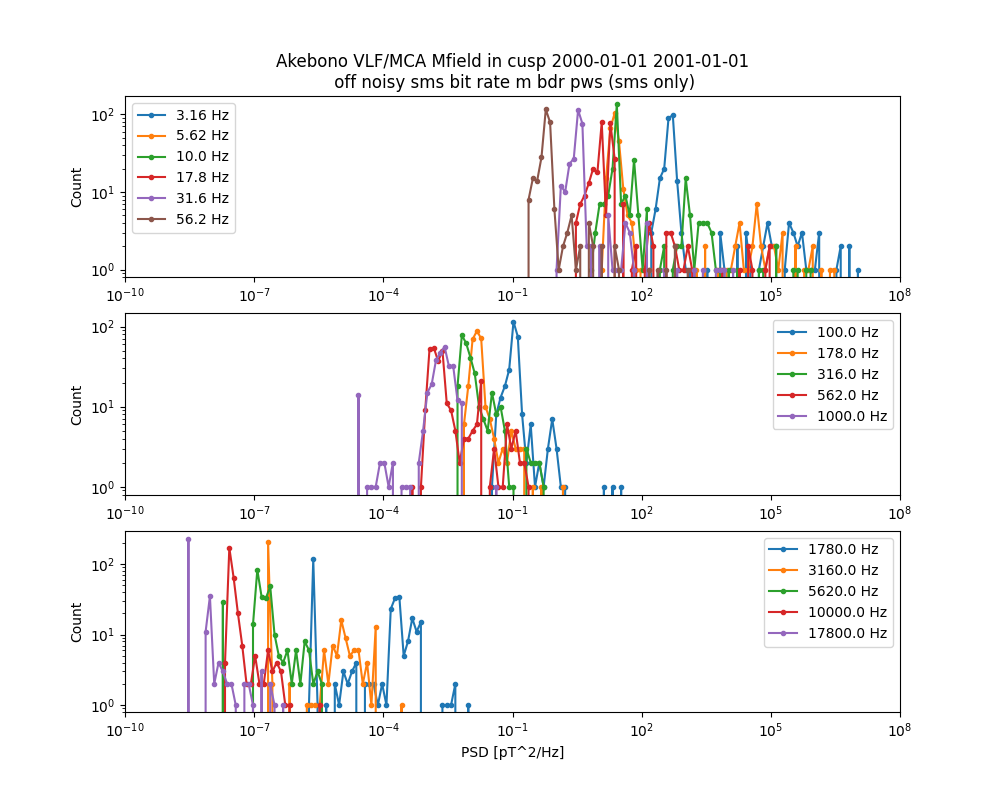 Akebono VLF/MCA Mfield in cusp 2000-01-01 2001-01-01
off noisy sms bit rate m bdr pws (sms only)
3.16 Hz
5.62 Hz
10.0 Hz
17.8 Hz
31.6 Hz
56.2 Hz
Count
10^2
10^1
10^0
10^-10 10^-7 10^-4 10^-1 10^2 10^5 10^8
100.0 Hz
178.0 Hz
316.0 Hz
562.0 Hz
1000.0 Hz
Count
10^2
10^1
10^0
10^-10 10^-7 10^-4 10^-1 10^2 10^5 10^8
1780.0 Hz
3160.0 Hz
5620.0 Hz
10000.0 Hz
17800.0 Hz
Count
10^2
10^1
10^0
10^-10 10^-7 10^-4 10^-1 10^2 10^5 10^8
PSD [pT^2/Hz]